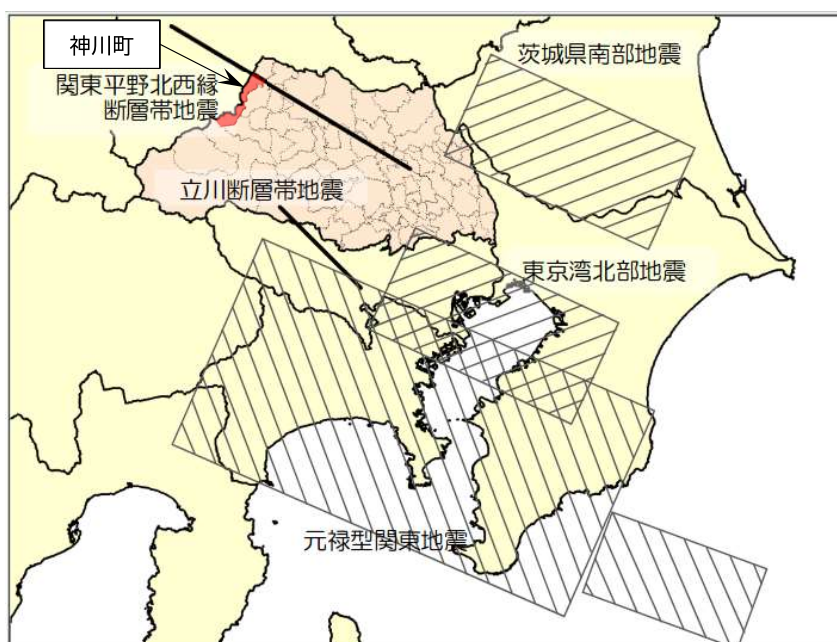 神川町
茨城県南部地震
関東平野北西縁
断層帯地震
立川断層帯地震
東京湾北部地震
元禄型関東地震